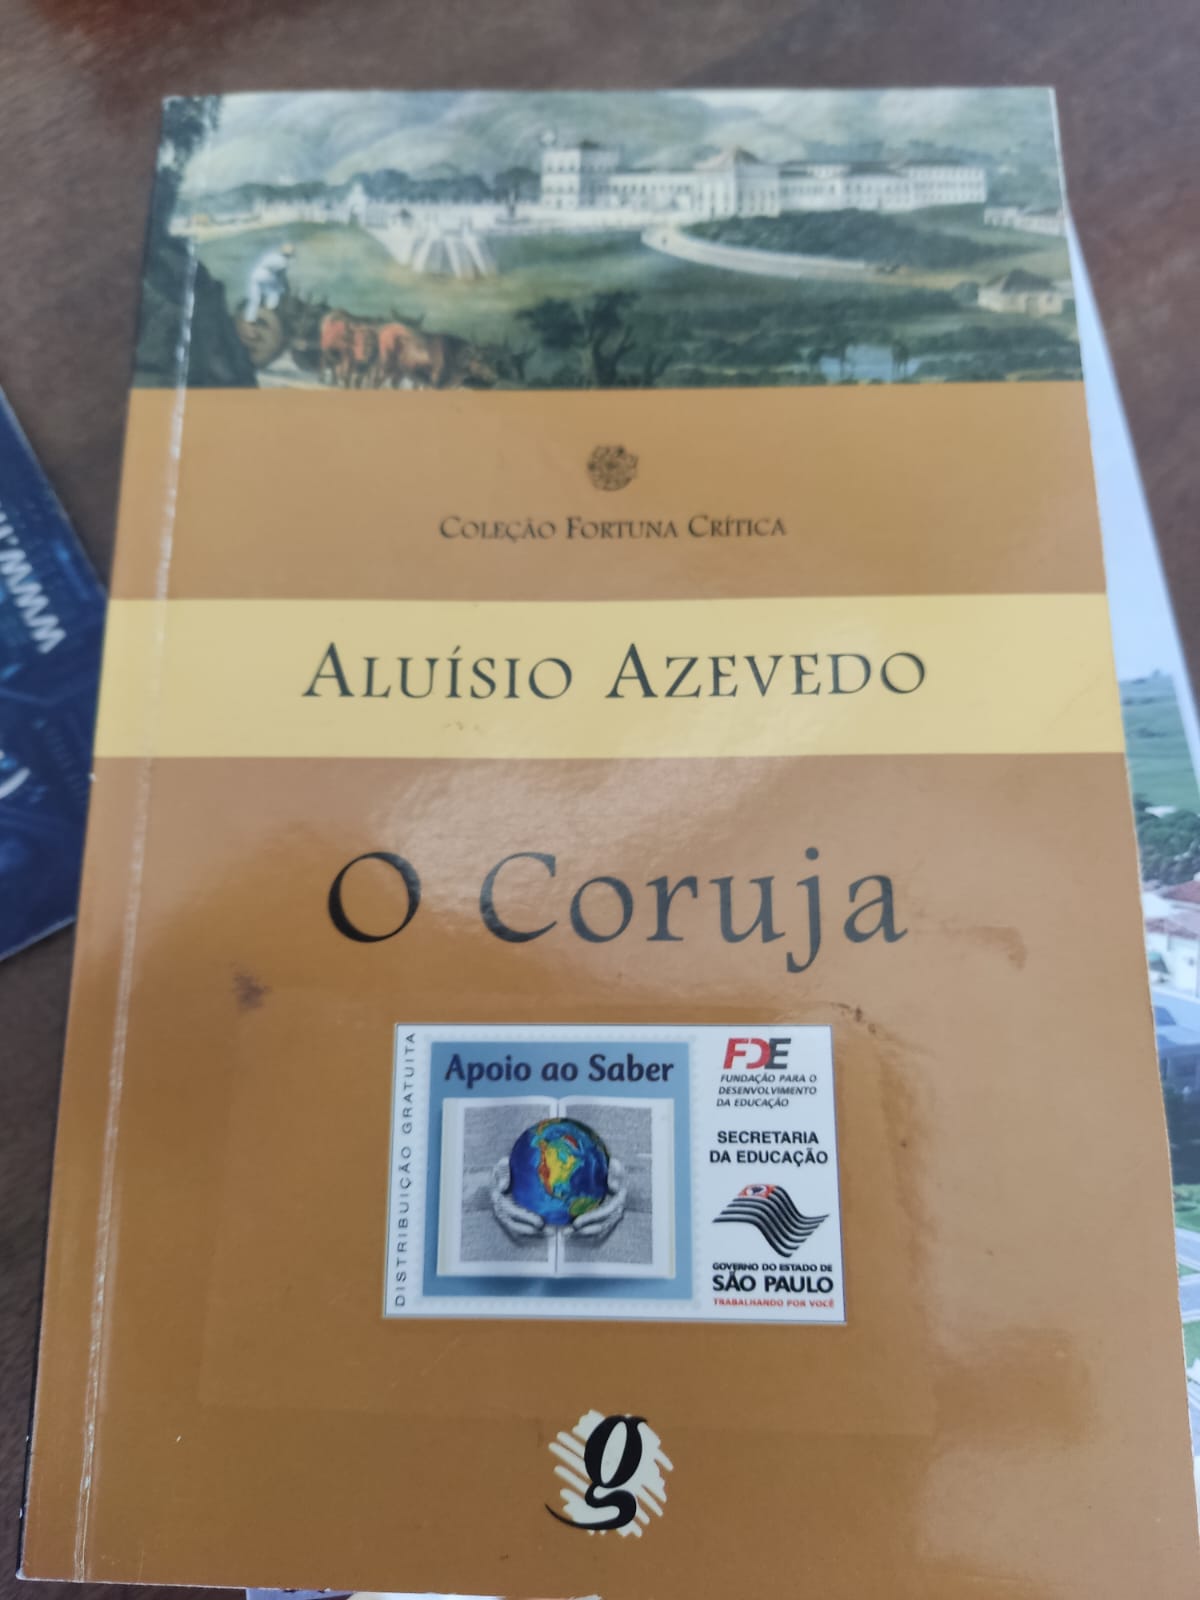 COLEÇÃO FORTUNA CRÍTICA
ALUÍSIO AZEVEDO
O Coruja
DISTRIBUIÇÃO GRATUITA
Apoio ao Saber
FDE
FUNDAÇÃO PARA O
DESENVOLVIMENTO
DA EDUCAÇÃO
SECRETARIA
DA EDUCAÇÃO
GOVERNO DO ESTADO DE
SÃO PAULO
TRABALHANDO POR VOCÊ
g
www.